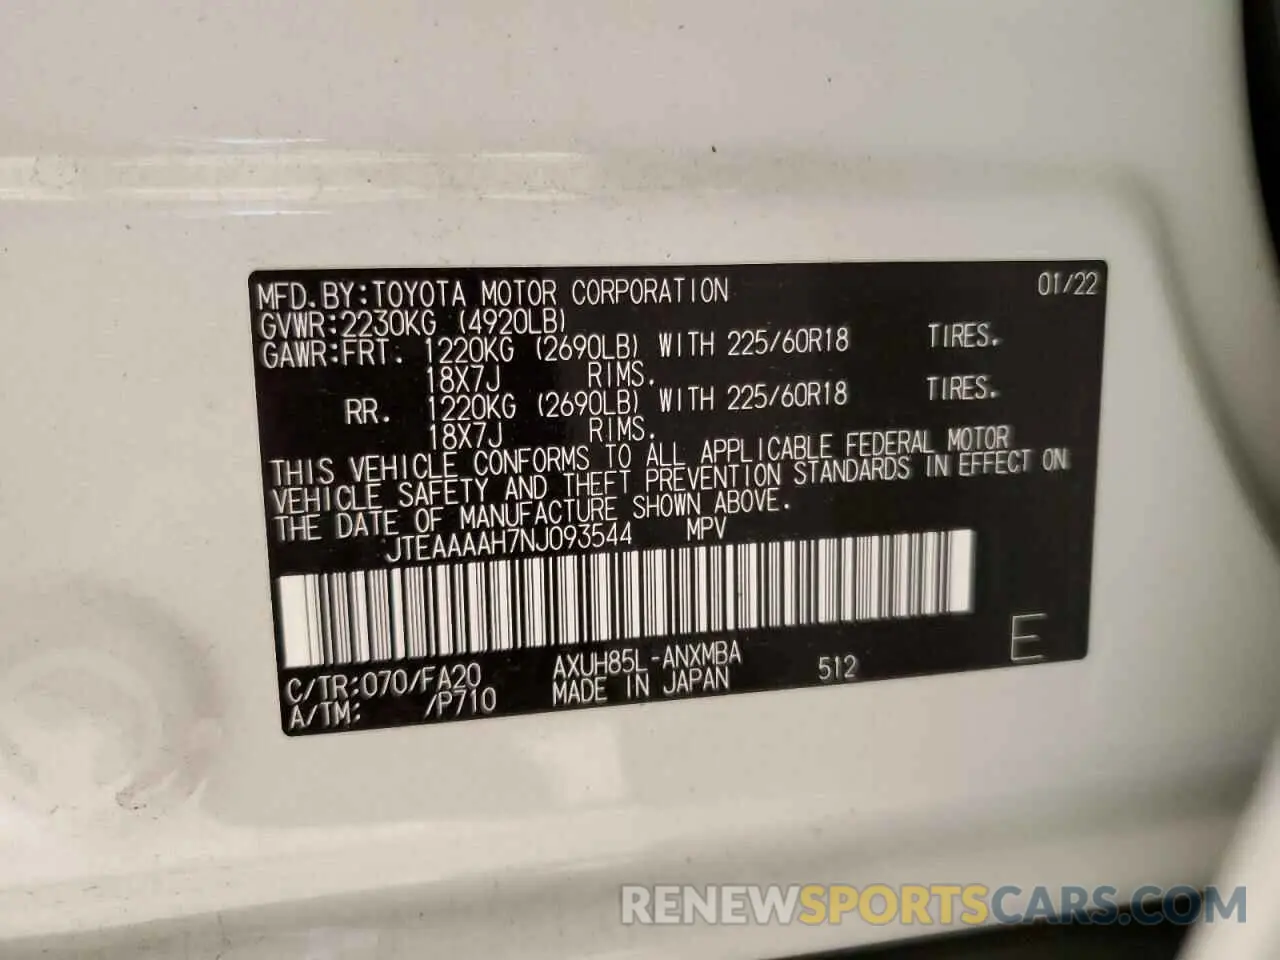 MFD.BY:TOYOTA MOTOR CORPORATION 01/22
GVWR:2230KG (4920LB)
GAWR:FRT. 1220KG (2690LB) WITH 225/60R18 TIRES.
18X7J RIMS.
RR. 1220KG (2690LB) WITH 225/60R18 TIRES.
18X7J RIMS.
THIS VEHICLE CONFORMS TO ALL APPLICABLE FEDERAL MOTOR
VEHICLE SAFETY AND THEFT PREVENTION STANDARDS IN EFFECT ON
THE DATE OF MANUFACTURE SHOWN ABOVE.
JTEAAAAH7NJ093544 MPV
C/TR:070/FA20 AXUH85L-ANXMBA 512 E
A/TM: /P710 MADE IN JAPAN
RENEWSPORTSCARS.COM